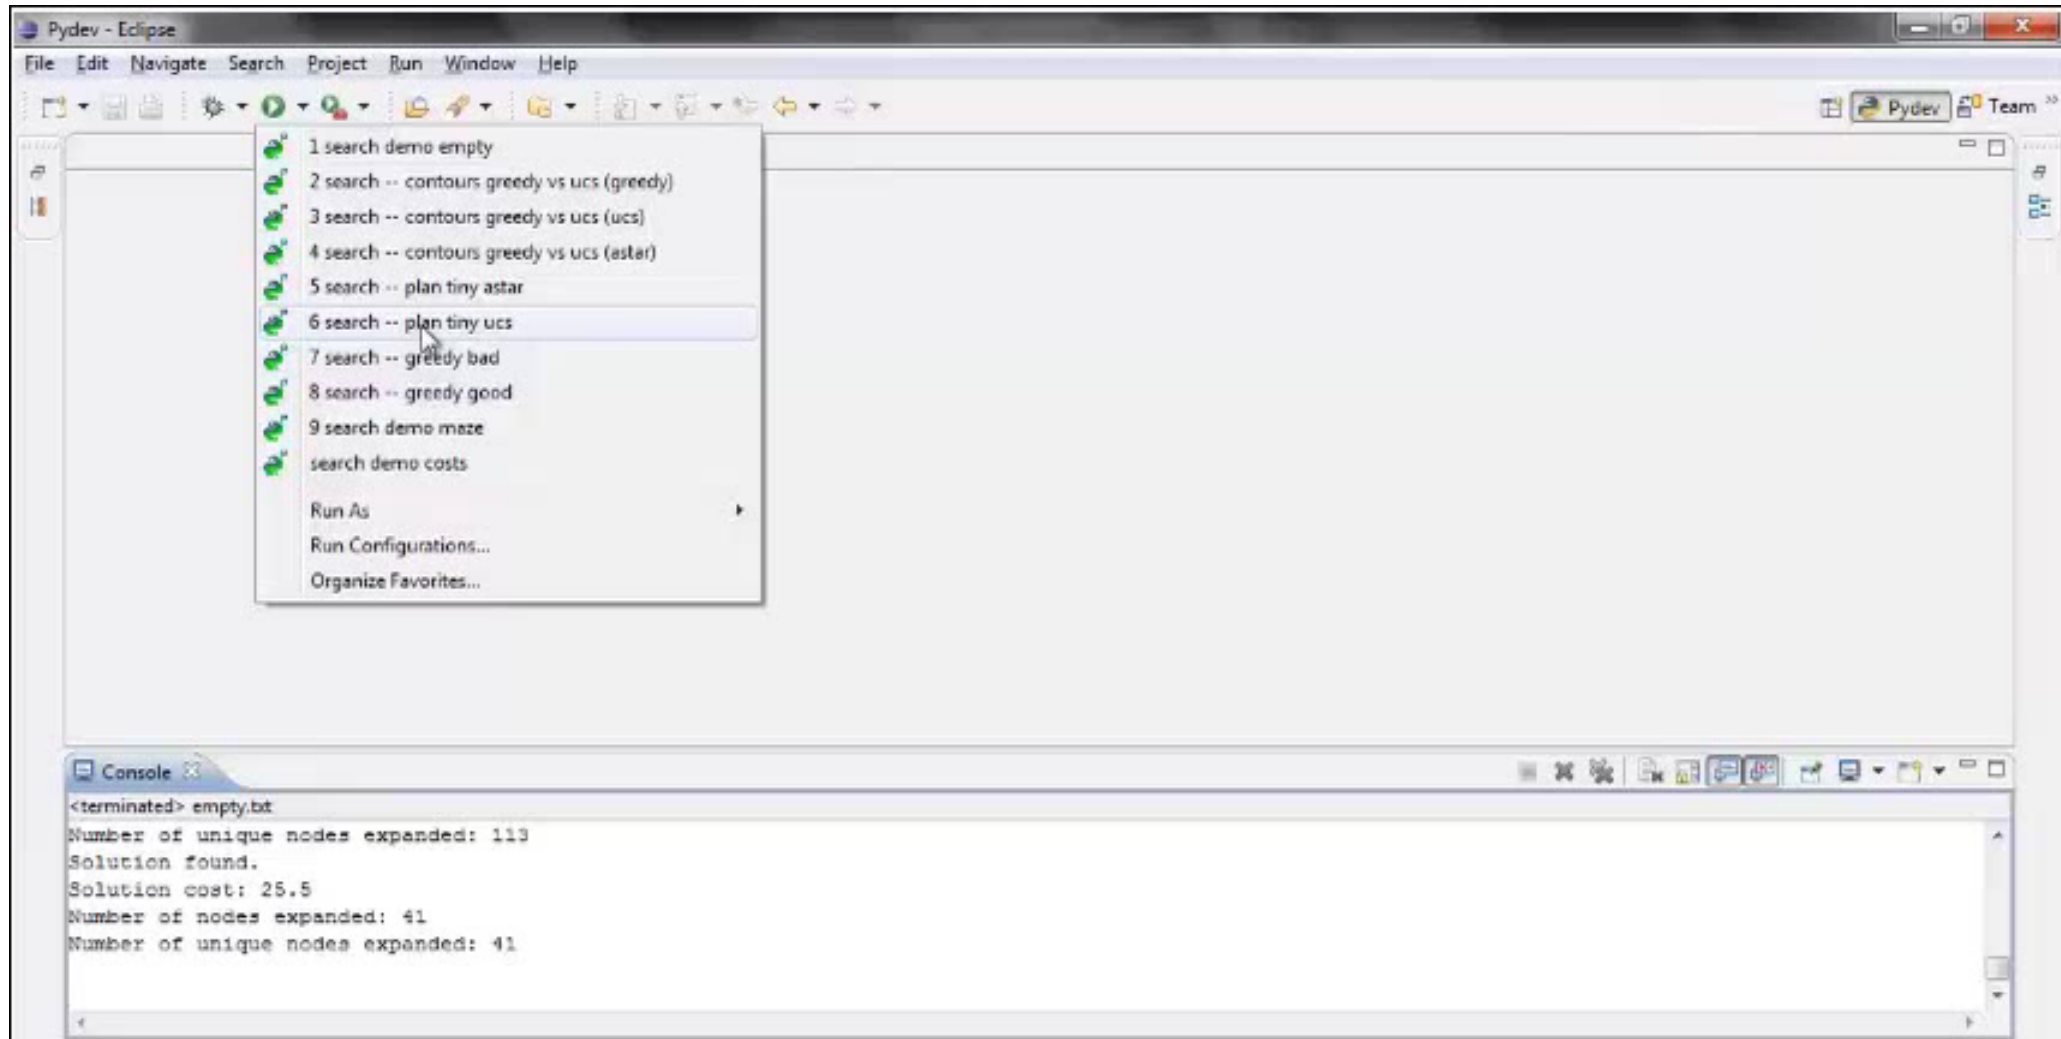 Pydev - Eclipse
File Edit Navigate Search Project Run Window Help
Pydev Team
1 search demo empty
2 search -- contours greedy vs ucs (greedy)
3 search -- contours greedy vs ucs (ucs)
4 search -- contours greedy vs ucs (astar)
5 search -- plan tiny astar
6 search -- plan tiny ucs
7 search -- greedy bad
8 search -- greedy good
9 search demo maze
search demo costs
Run As
Run Configurations...
Organize Favorites...
Console
<terminated> empty.txt
Number of unique nodes expanded: 113
Solution found.
Solution cost: 25.5
Number of nodes expanded: 41
Number of unique nodes expanded: 41